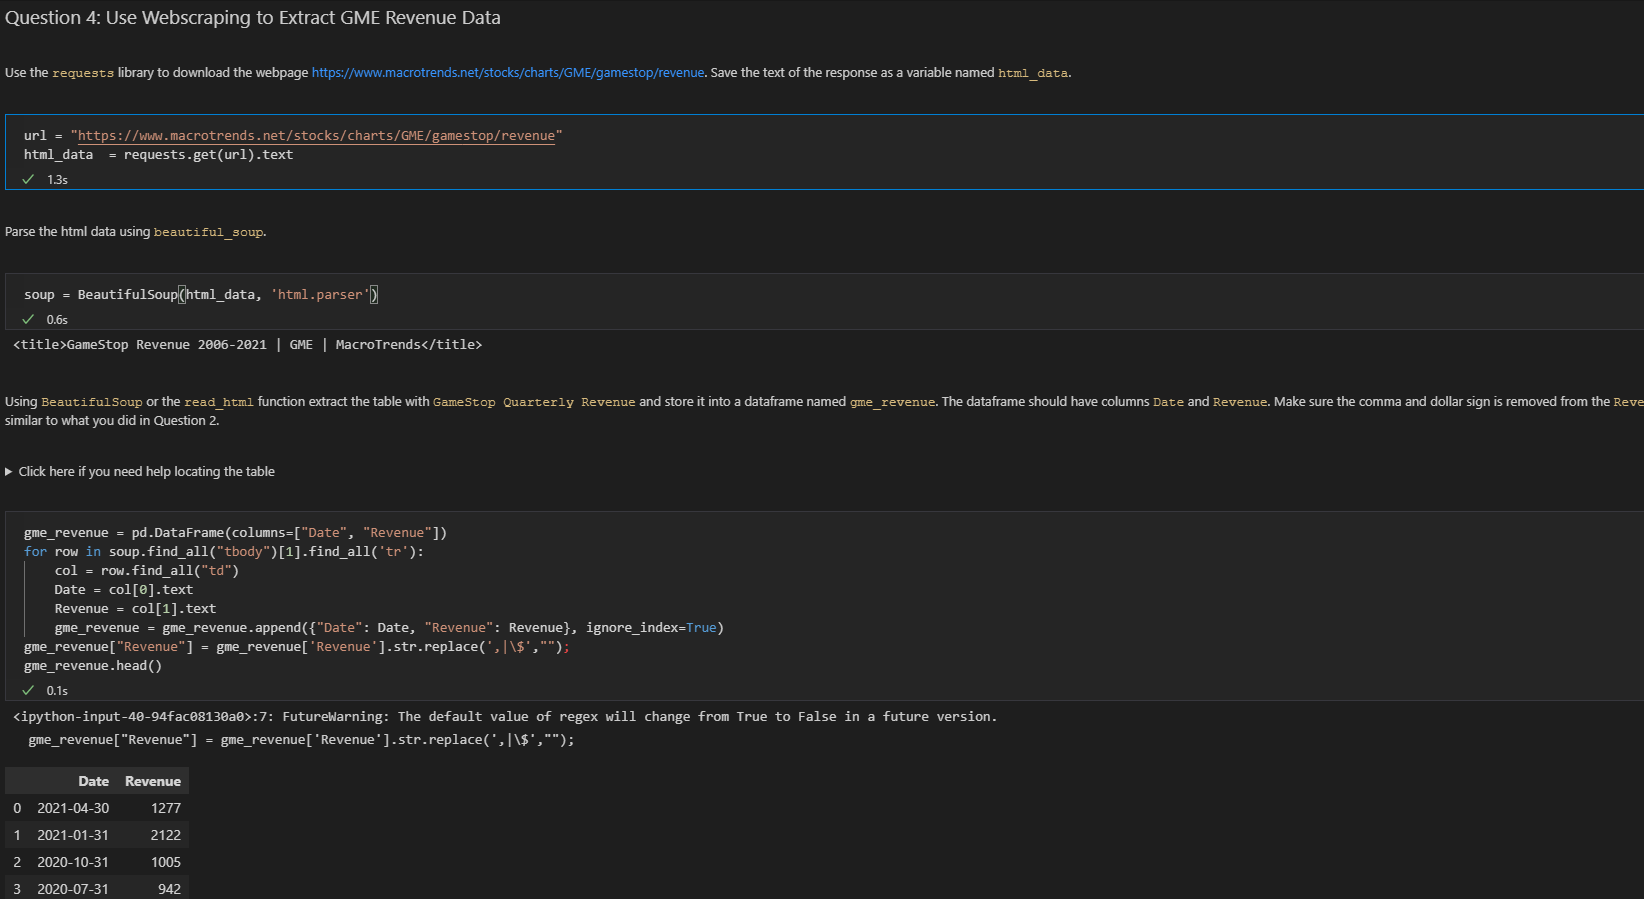 Question 4: Use Webscraping to Extract GME Revenue Data
Use the requests library to download the webpage https://www.macrotrends.net/stocks/charts/GME/gamestop/revenue. Save the text of the response as a variable named html_data.
url = "https://www.macrotrends.net/stocks/charts/GME/gamestop/revenue"
html_data  = requests.get(url).text
✓ 1.3s
Parse the html data using beautiful_soup.
soup = BeautifulSoup(html_data, 'html.parser')
✓ 0.6s
<title>GameStop Revenue 2006-2021 | GME | MacroTrends</title>
Using BeautifulSoup or the read_html function extract the table with GameStop Quarterly Revenue and store it into a dataframe named gme_revenue. The dataframe should have columns Date and Revenue. Make sure the comma and dollar sign is removed from the Reve
similar to what you did in Question 2.
▶ Click here if you need help locating the table
gme_revenue = pd.DataFrame(columns=["Date", "Revenue"])
for row in soup.find_all("tbody")[1].find_all('tr'):
    col = row.find_all("td")
    Date = col[0].text
    Revenue = col[1].text
    gme_revenue = gme_revenue.append({"Date": Date, "Revenue": Revenue}, ignore_index=True)
gme_revenue["Revenue"] = gme_revenue['Revenue'].str.replace(',|\$',"");
gme_revenue.head()
✓ 0.1s
<ipython-input-40-94fac08130a0>:7: FutureWarning: The default value of regex will change from True to False in a future version.
  gme_revenue["Revenue"] = gme_revenue['Revenue'].str.replace(',|\$',"");
Date Revenue
0 2021-04-30 1277
1 2021-01-31 2122
2 2020-10-31 1005
3 2020-07-31 942